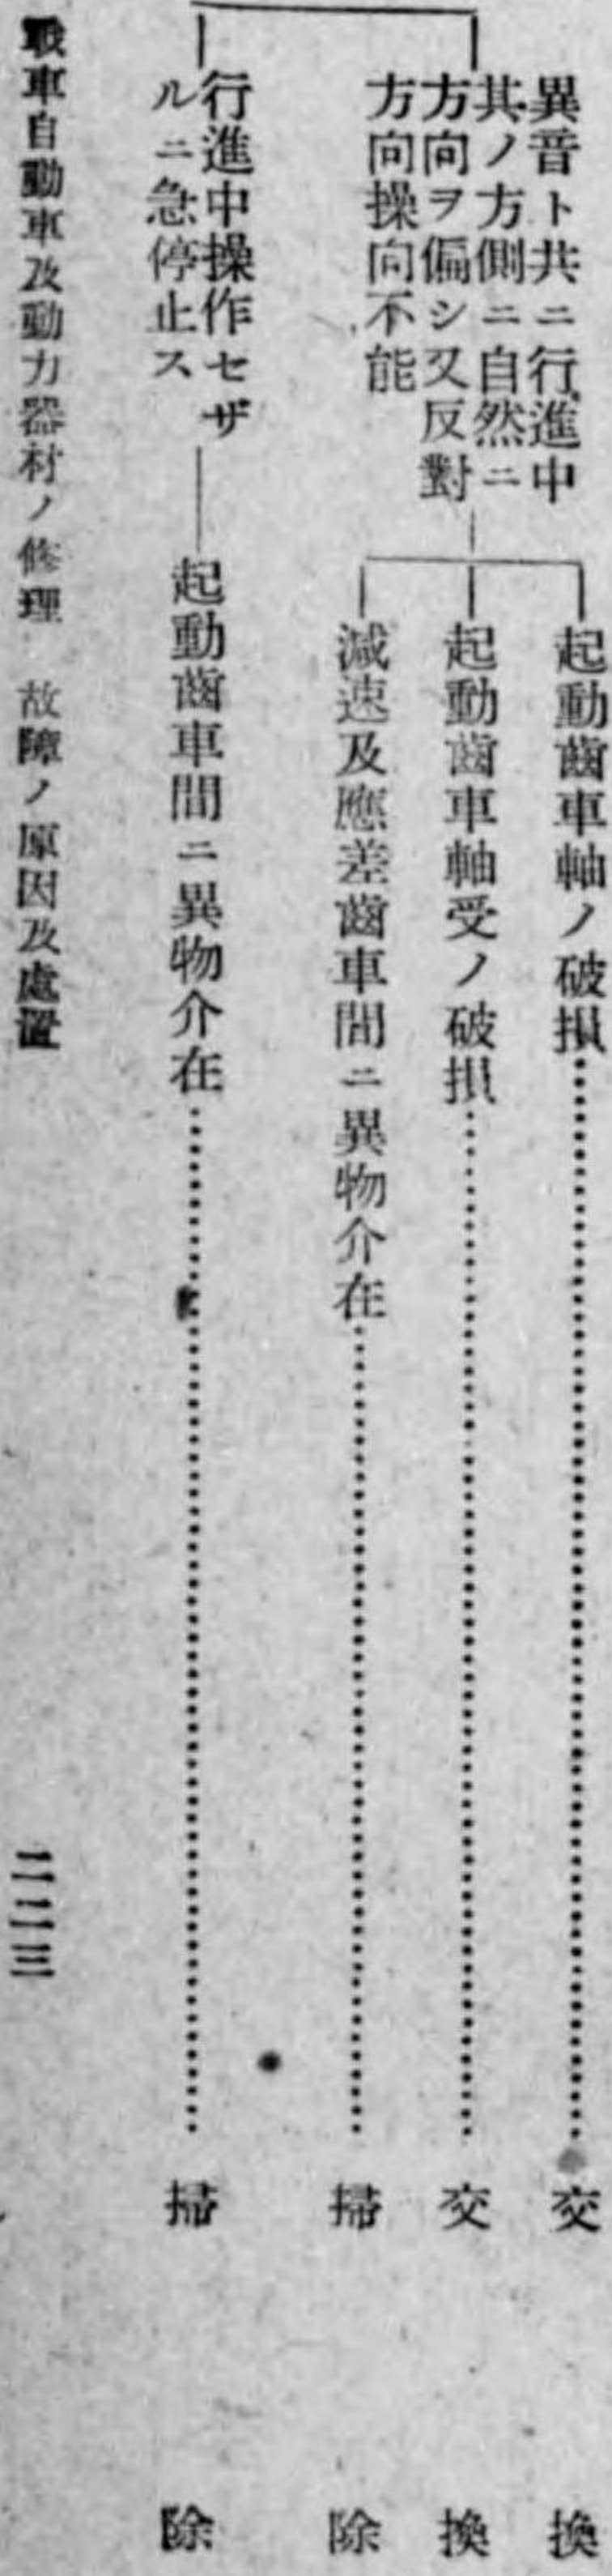 異音ト共ニ行進中
其ノ方側ニ自然ニ
方向ヲ偏シ又反對
方向操向不能
起動齒車軸ノ破損……交換
起動齒車軸受ノ破損……交換
減速及應差齒車間ニ異物介在……掃除
行進中操作セザ
ルニ急停止ス
起動齒車間ニ異物介在……掃除
戰車自動車及動力器材ノ修理 故障ノ原因及處置
二二三